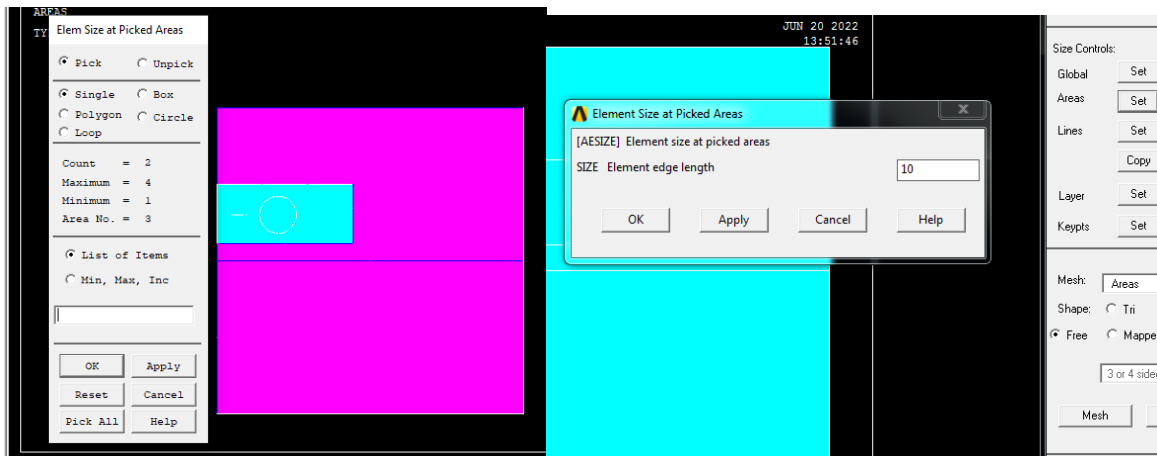 AREAS
TY
Elem Size at Picked Areas
Pick Unpick
Single Box
Polygon Circle
Loop
Count = 2
Maximum = 4
Minimum = 1
Area No. = 3
List of Items
Min, Max, Inc
OK Apply
Reset Cancel
Pick All Help
JUN 20 2022
13:51:46
Element Size at Picked Areas
[AESIZE] Element size at picked areas
SIZE Element edge length 10
OK Apply Cancel Help
Size Controls:
Global Set
Areas Set
Lines Set
Copy
Layer Set
Keypts Set
Mesh: Areas
Shape: Tri
Free Mappe
3 or 4 side
Mesh